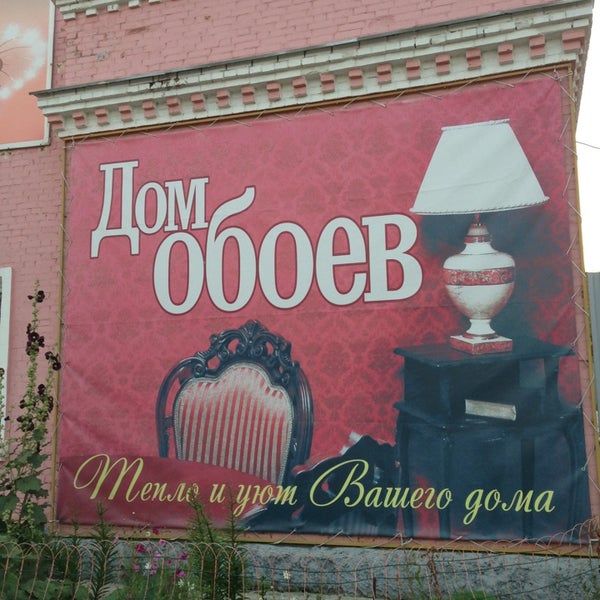 Дом
обоев
Тепло и уют Вашего дома